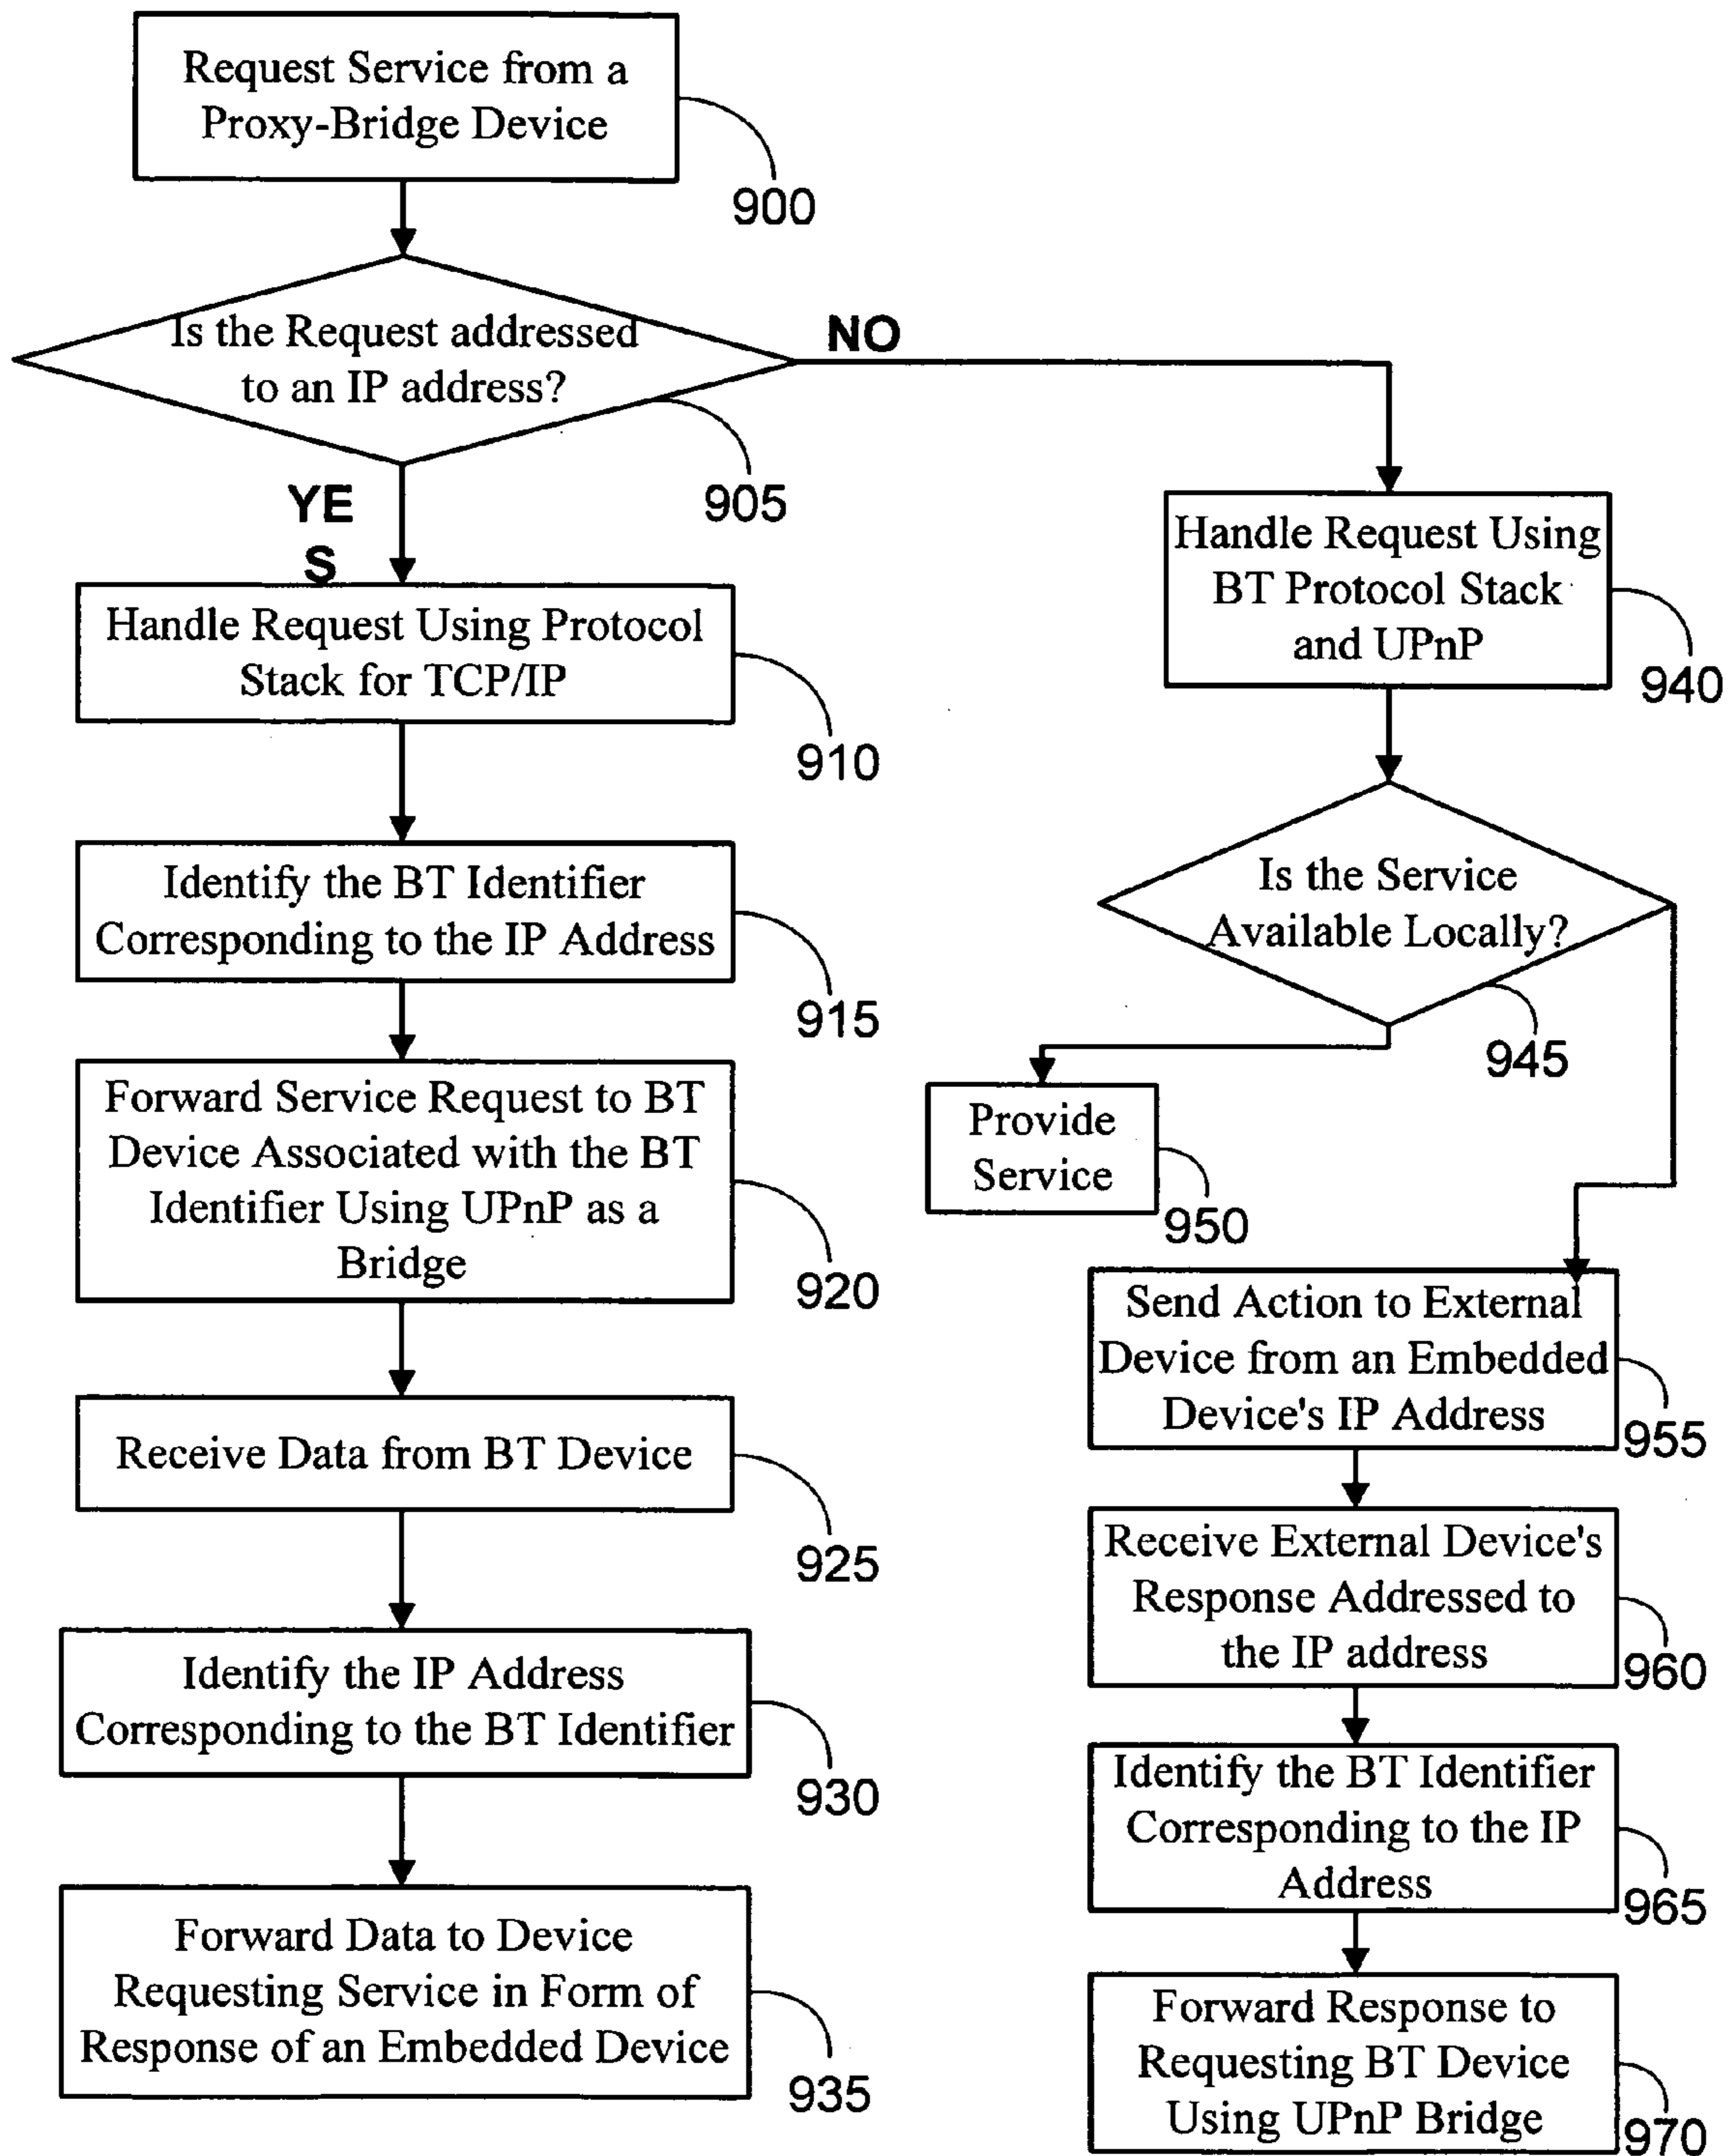 Request Service from a
Proxy-Bridge Device
900
Is the Request addressed
to an IP address?
905
NO
YE
S
Handle Request Using Protocol
Stack for TCP/IP
910
Identify the BT Identifier
Corresponding to the IP Address
915
Forward Service Request to BT
Device Associated with the BT
Identifier Using UPnP as a
Bridge
920
Receive Data from BT Device
925
Identify the IP Address
Corresponding to the BT Identifier
930
Forward Data to Device
Requesting Service in Form of
Response of an Embedded Device
935
Handle Request Using
BT Protocol Stack
and UPnP
940
Is the Service
Available Locally?
945
Provide
Service
950
Send Action to External
Device from an Embedded
Device's IP Address
955
Receive External Device's
Response Addressed to
the IP address
960
Identify the BT Identifier
Corresponding to the IP
Address
965
Forward Response to
Requesting BT Device
Using UPnP Bridge
970